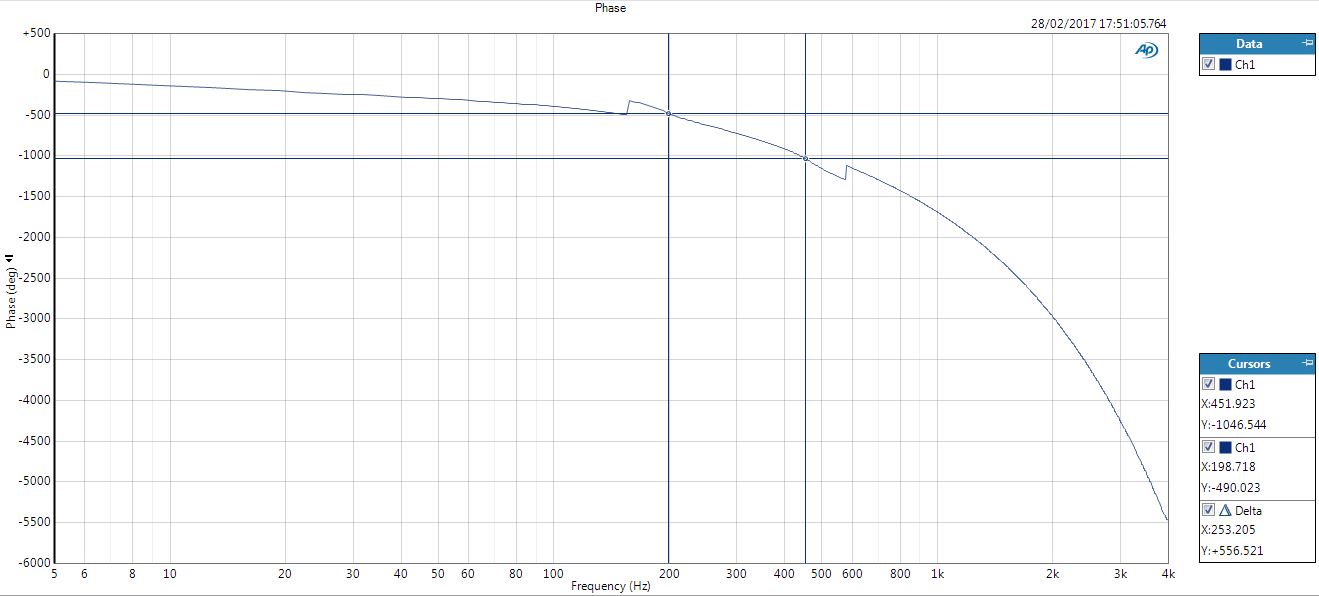 Phase
28/02/2017 17:51:05.764
AP
Data
Ch1
+500
0
-500
-1000
-1500
-2000
-2500
-3000
-3500
-4000
-4500
-5000
-5500
-6000
Phase (deg)
5 6 8 10 20 30 40 50 60 80 100 200 300 400 500 600 800 1k 2k 3k 4k
Frequency (Hz)
Cursors
Ch1
X:451.923
Y:-1046.544
Ch1
X:198.718
Y:-490.023
Delta
X:253.205
Y:+556.521